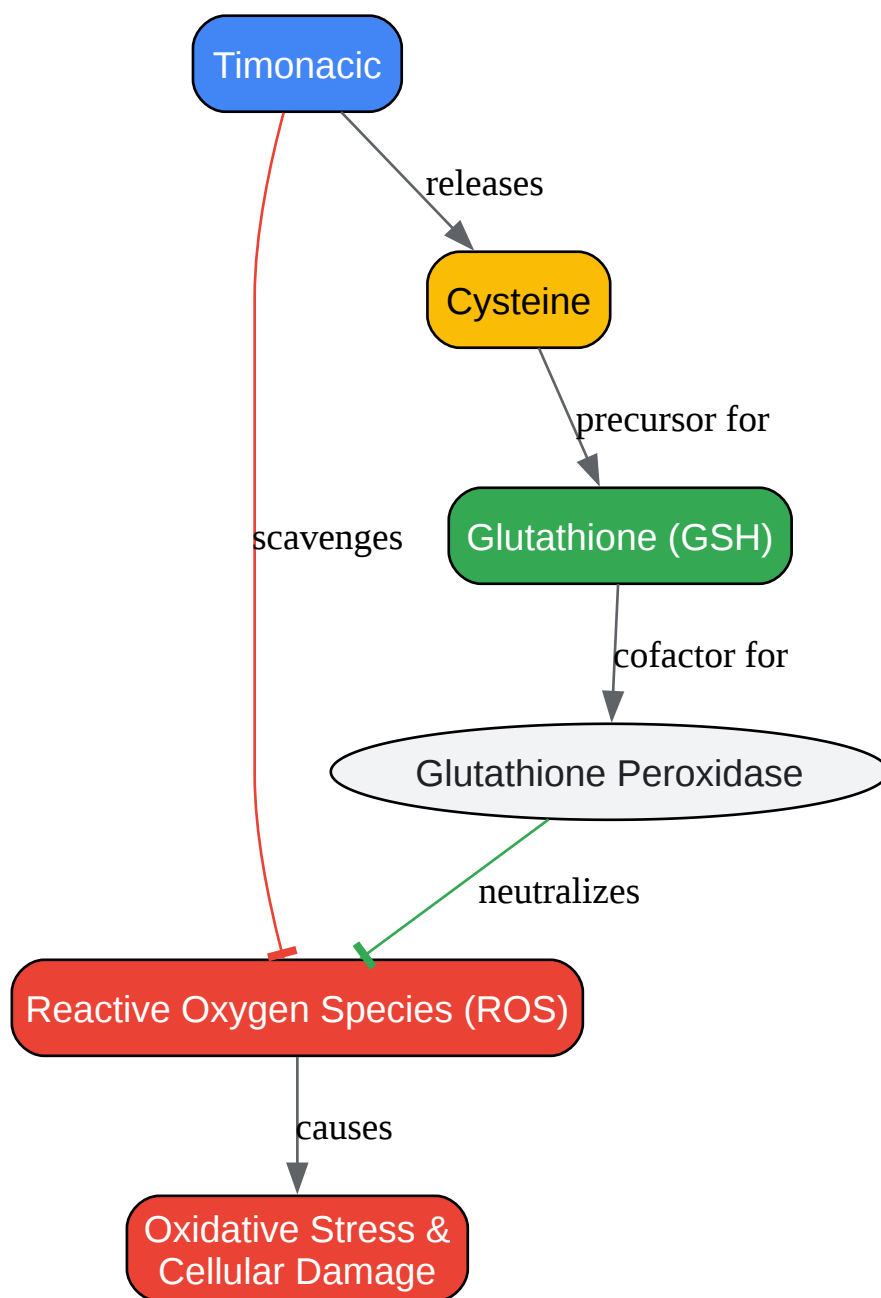 Timonacic
releases
Cysteine
precursor for
scavenges
Glutathione (GSH)
cofactor for
Glutathione Peroxidase
neutralizes
Reactive Oxygen Species (ROS)
causes
Oxidative Stress &
Cellular Damage